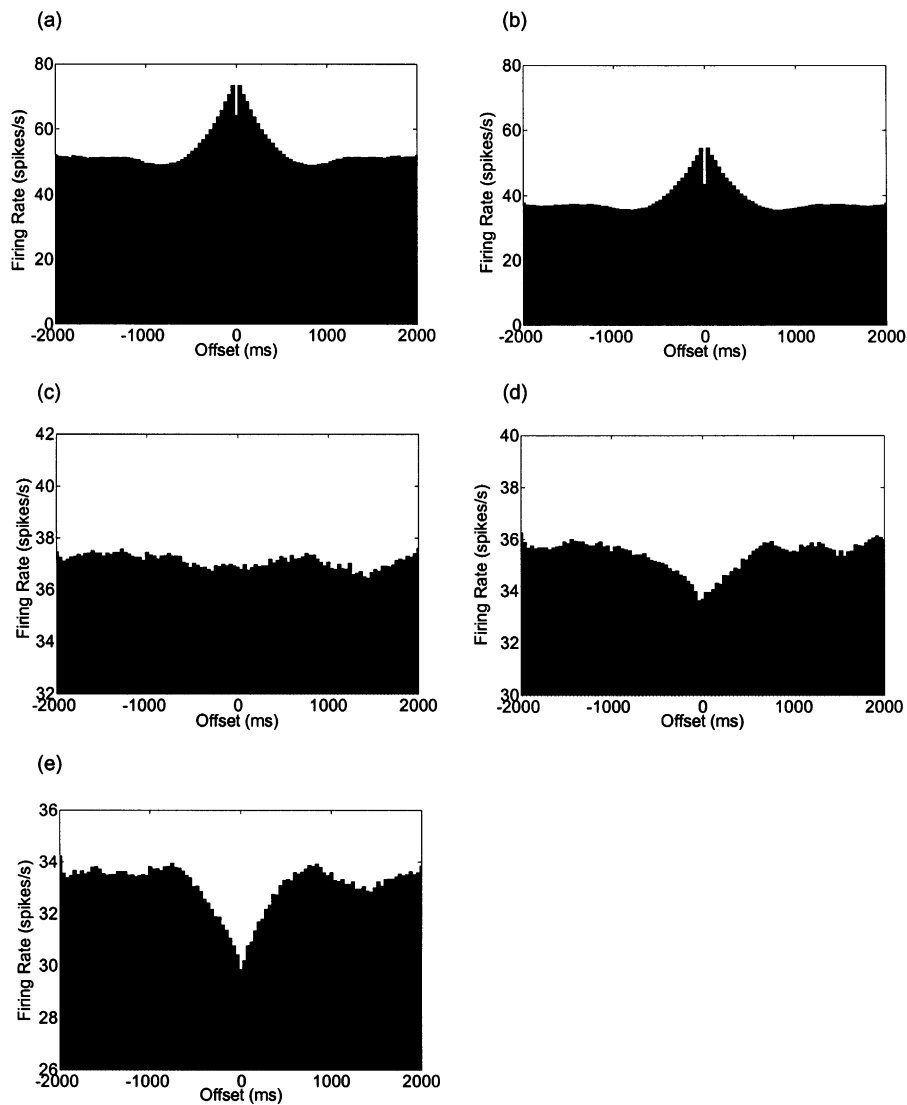 (a)
80
60
40
20
0
Firing Rate (spikes/s)
-2000 -1000 0 1000 2000
Offset (ms)
(b)
80
60
40
20
0
Firing Rate (spikes/s)
-2000 -1000 0 1000 2000
Offset (ms)
(c)
42
40
38
36
34
32
Firing Rate (spikes/s)
-2000 -1000 0 1000 2000
Offset (ms)
(d)
40
38
36
34
32
30
Firing Rate (spikes/s)
-2000 -1000 0 1000 2000
Offset (ms)
(e)
36
34
32
30
28
26
Firing Rate (spikes/s)
-2000 -1000 0 1000 2000
Offset (ms)